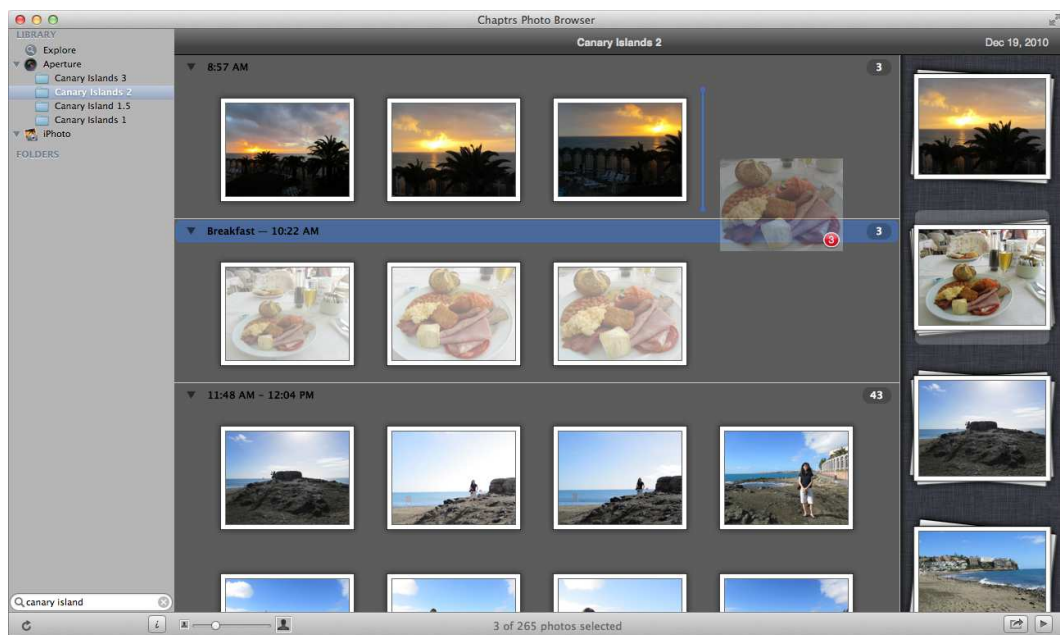 Chaptrs Photo Browser
LIBRARY
Explore
Aperture
Canary Islands 3
Canary Islands 2
Canary Island 1.5
Canary Islands 1
iPhoto
FOLDERS
canary island
Canary Islands 2
Dec 19, 2010
8:57 AM
3
3
Breakfast — 10:22 AM
3
11:48 AM – 12:04 PM
43
i
3 of 265 photos selected